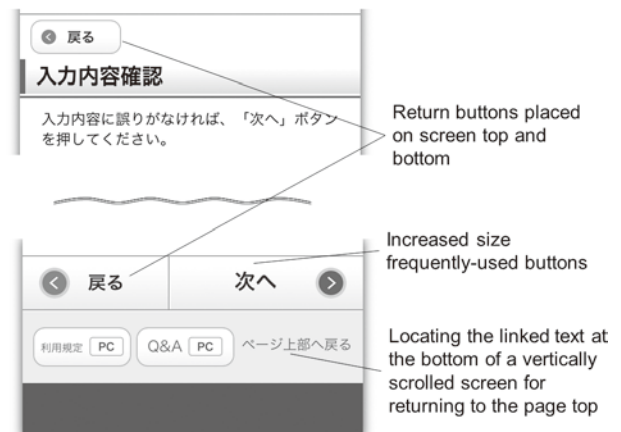 戻る
入力内容確認
入力内容に誤りがなければ、「次へ」ボタン
を押してください。
Return buttons placed
on screen top and
bottom
戻る
次へ
Increased size
frequently-used buttons
利用規定 PC
Q&A PC
ページ上部へ戻る
Locating the linked text at
the bottom of a vertically
scrolled screen for
returning to the page top